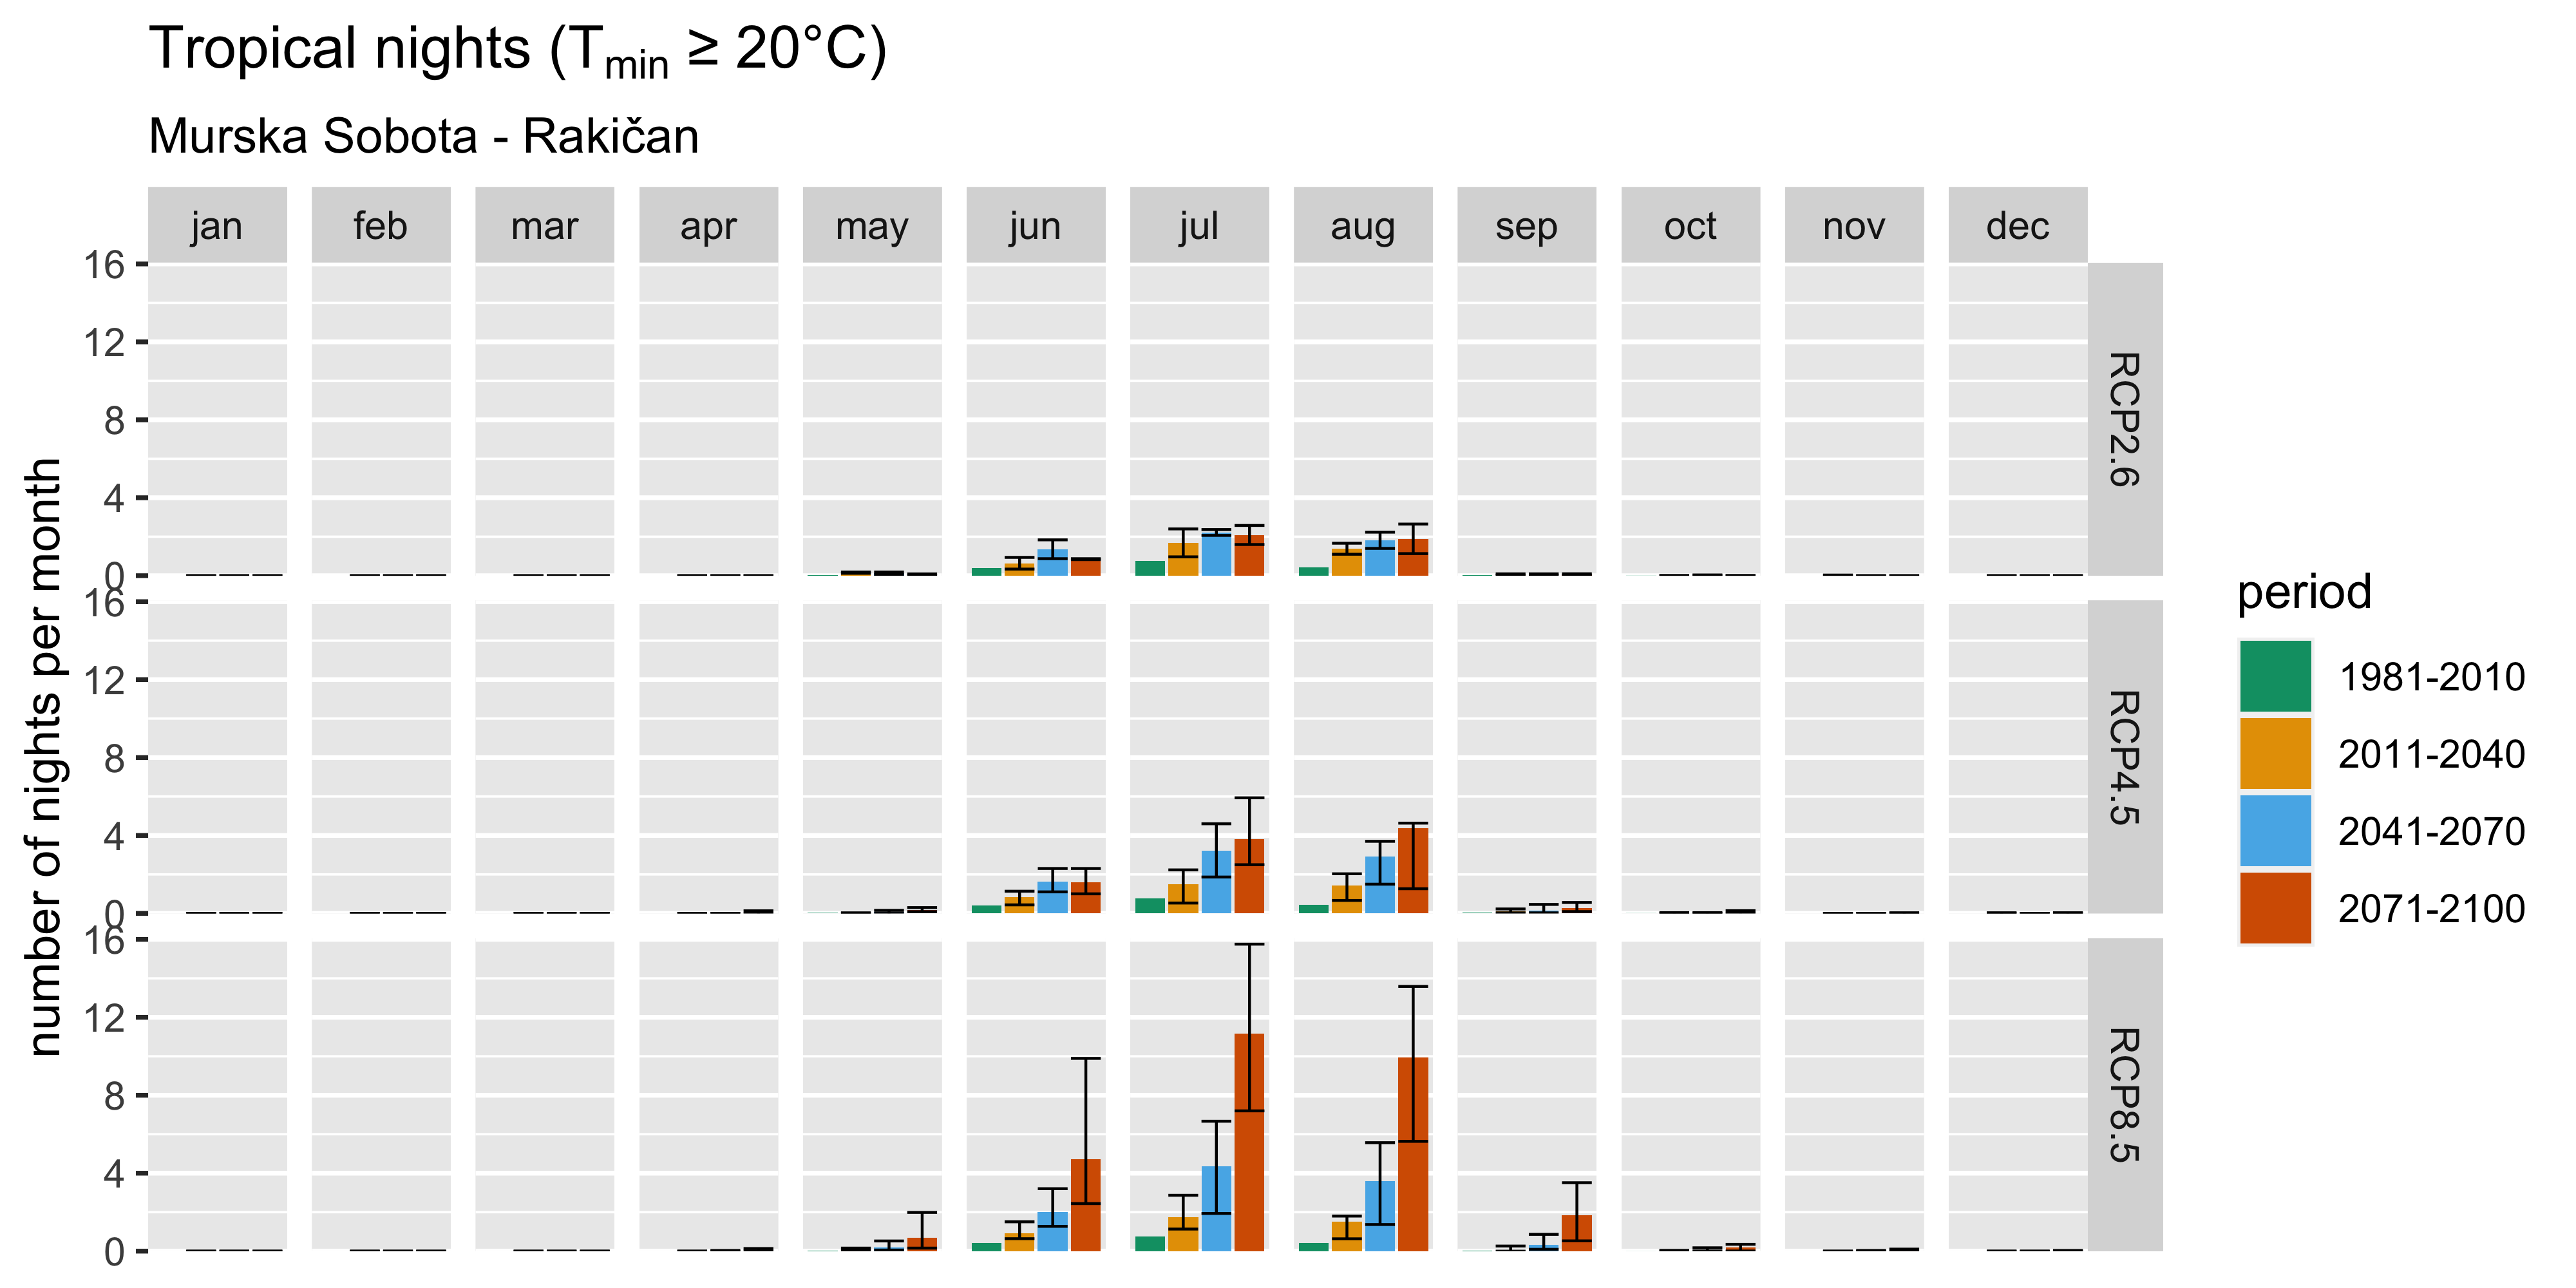 Tropical nights (Tmin ≥ 20°C)
Murska Sobota - Rakičan
jan feb mar apr may jun jul aug sep oct nov dec
number of nights per month
16
12
8
4
0
RCP2.6
16
12
8
4
0
RCP4.5
16
12
8
4
0
RCP8.5
period
1981-2010
2011-2040
2041-2070
2071-2100